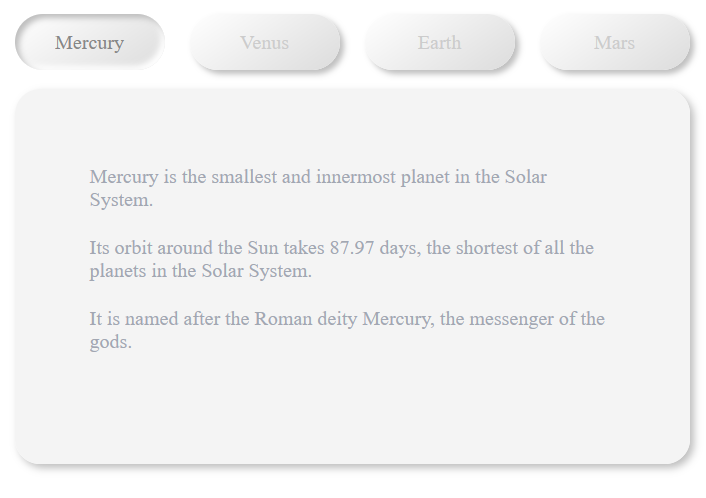 Mercury
Venus
Earth
Mars
Mercury is the smallest and innermost planet in the Solar
System.
Its orbit around the Sun takes 87.97 days, the shortest of all the
planets in the Solar System.
It is named after the Roman deity Mercury, the messenger of the
gods.